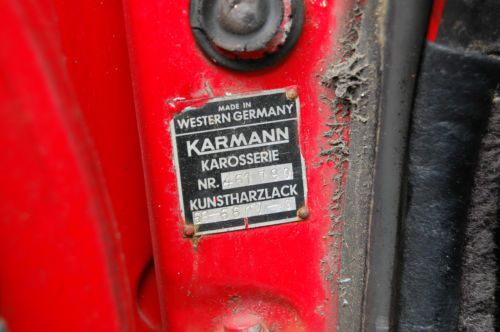 MADE IN
WESTERN GERMANY
KARMANN
KAROSSERIE
NR.
KUNSTHARZLACK